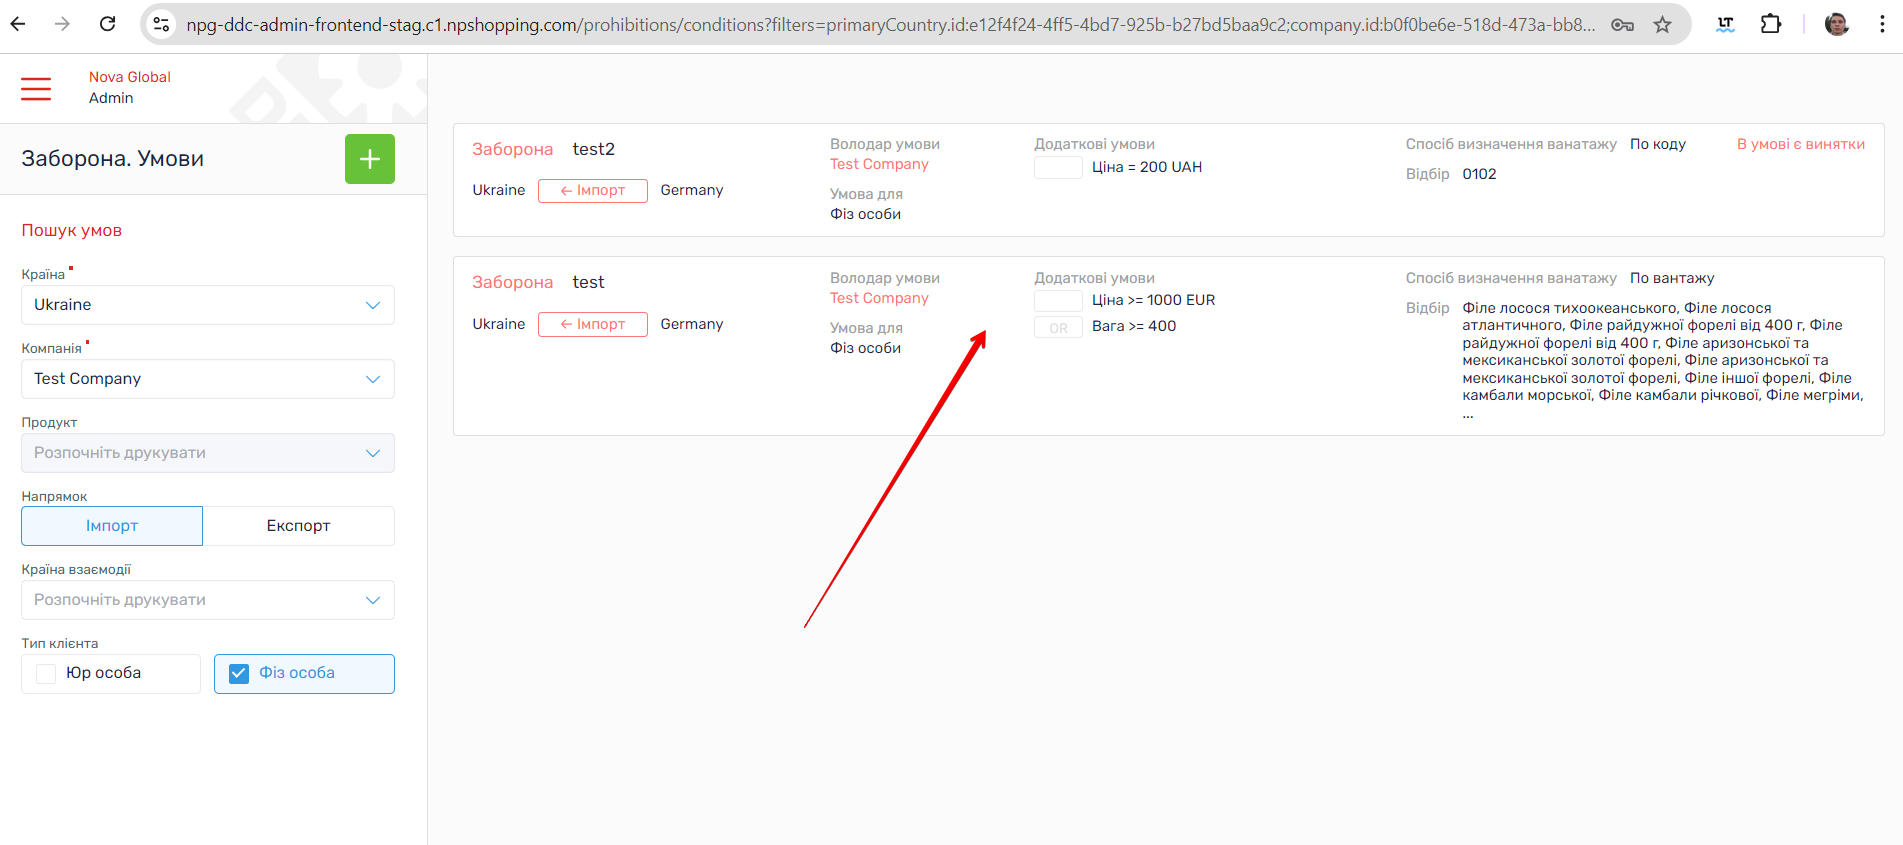 npg-ddc-admin-frontend-stag.c1.npshopping.com/prohibitions/conditions?filters=primaryCountry.id:e12f4f24-4ff5-4bd7-925b-b27bd5baa9c2;company.id:b0f0be6e-518d-473a-bb8...
LT
Nova Global
Admin
Заборона. Умови
+
Пошук умов
Країна
Ukraine
Компанія
Test Company
Продукт
Розпочніть друкувати
Напрямок
Імпорт
Експорт
Країна взаємодії
Розпочніть друкувати
Тип клієнта
Юр особа
Фіз особа
Заборона test2
Ukraine ← Імпорт Germany
Володар умови
Test Company
Умова для
Фіз особи
Додаткові умови
Ціна = 200 UAH
Спосіб визначення ванатажу По коду
В умові є винятки
Відбір 0102
Заборона test
Ukraine ← Імпорт Germany
Володар умови
Test Company
Умова для
Фіз особи
Додаткові умови
Ціна >= 1000 EUR
OR Вага >= 400
Спосіб визначення ванатажу По вантажу
Відбір Філе лосося тихоокеанського, Філе лосося
атлантичного, Філе райдужної форелі від 400 г, Філе
райдужної форелі від 400 г, Філе аризонської та
мексиканської золотої форелі, Філе аризонської та
мексиканської золотої форелі, Філе іншої форелі, Філе
камбали морської, Філе камбали річкової, Філе мегріми,
...